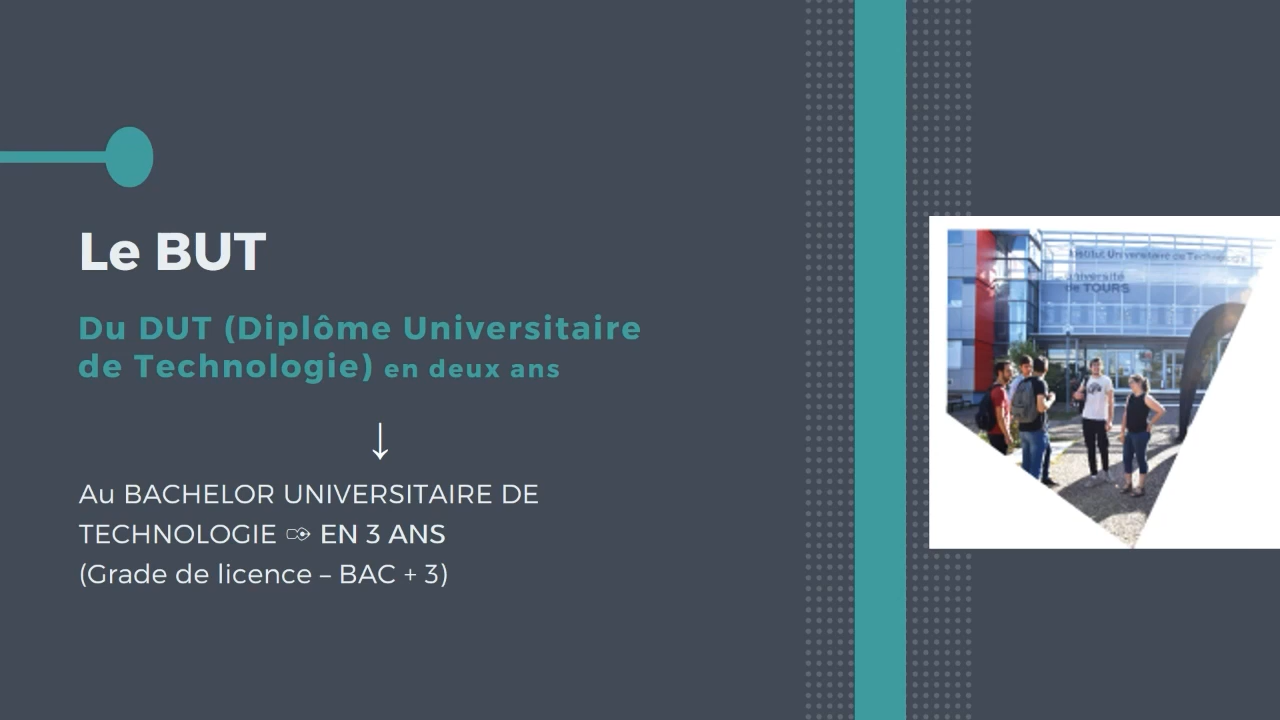 Le BUT
Du DUT (Diplôme Universitaire
de Technologie) en deux ans
↓
Au BACHELOR UNIVERSITAIRE DE
TECHNOLOGIE ➩ EN 3 ANS
(Grade de licence – BAC + 3)
Institut Universitaire de Technologie
université
de TOURS